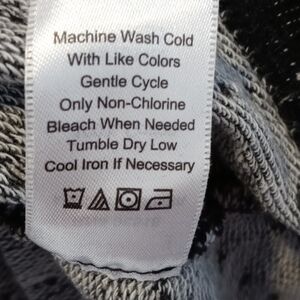 Machine Wash Cold
With Like Colors
Gentle Cycle
Only Non-Chlorine
Bleach When Needed
Tumble Dry Low
Cool Iron If Necessary